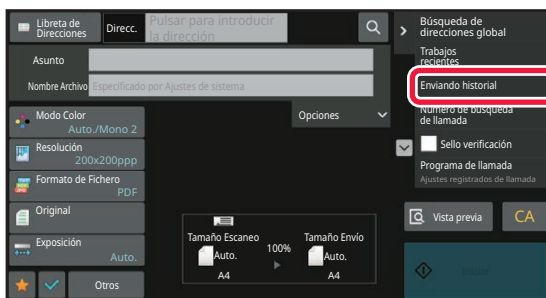 Libreta de
Direcciones
Direcc.
Pulsar para introducir
la dirección
Asunto
Nombre Archivo
Especificado por Ajustes de sistema
Modo Color
Auto./Mono 2
Resolución
200x200ppp
Formato de Fichero
PDF
Original
Exposición
Auto.
Otros
Opciones
Tamaño Escaneo
100%
Tamaño Envío
Auto.
A4
Auto.
A4
Búsqueda de
direcciones global
Trabajos
recientes
Enviando historial
Número de búsqueda
de llamada
Sello verificación
Programa de llamada
Ajustes registrados de llamada
Vista previa
CA